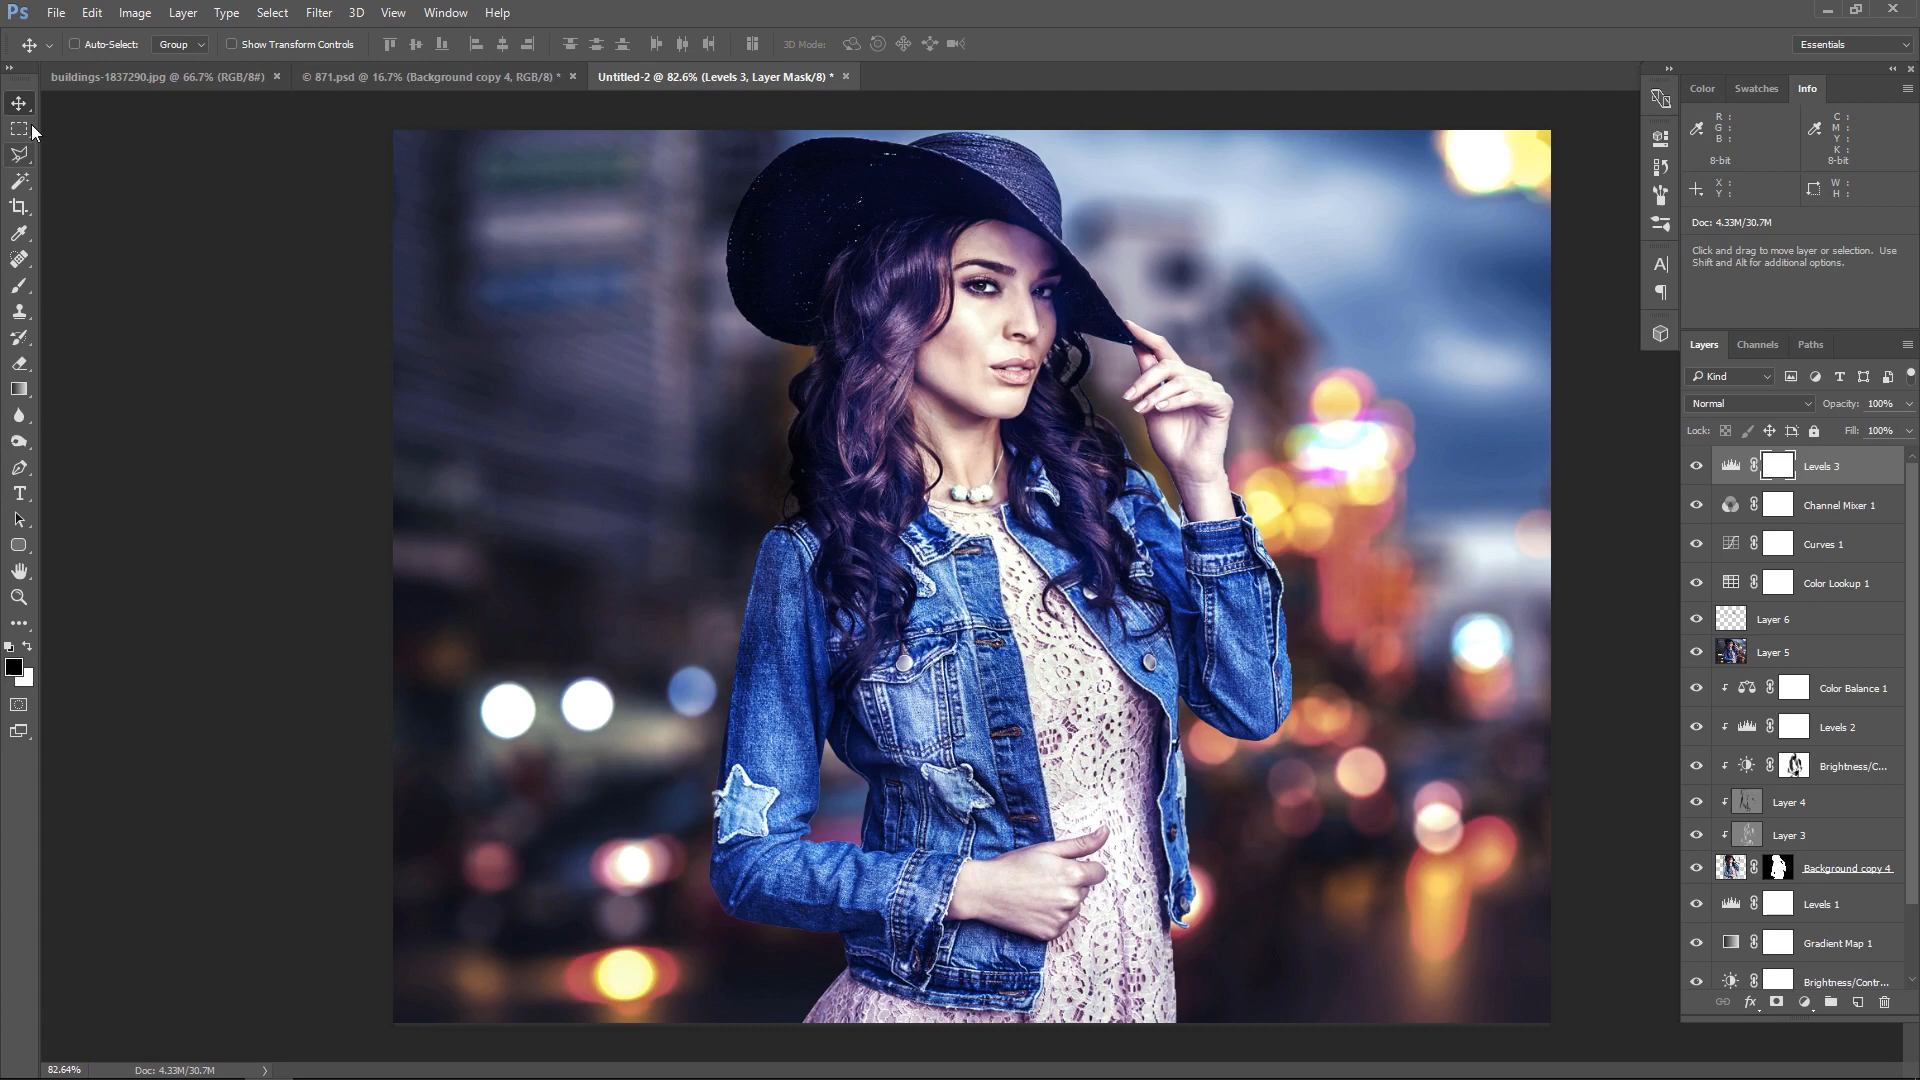 Ps File Edit Image Layer Type Select Filter 3D View Window Help
Auto-Select: Group Show Transform Controls 3D Mode: Essentials
buildings-1837290.jpg @ 66.7% (RGB/8#) × © 871.psd @ 16.7% (Background copy 4, RGB/8) * × Untitled-2 @ 82.6% (Levels 3, Layer Mask/8) * ×
Color Swatches Info
R : C :
G : M :
B : Y :
K :
8-bit 8-bit
X : W :
Y : H :
Doc: 4.33M/30.7M
Click and drag to move layer or selection. Use
Shift and Alt for additional options.
Layers Channels Paths
Kind
Normal Opacity: 100%
Lock: Fill: 100%
Levels 3
Channel Mixer 1
Curves 1
Color Lookup 1
Layer 6
Layer 5
Color Balance 1
Levels 2
Brightness/C...
Layer 4
Layer 3
Background copy 4
Levels 1
Gradient Map 1
Brightness/Contr...
fx
82.64% Doc: 4.33M/30.7M